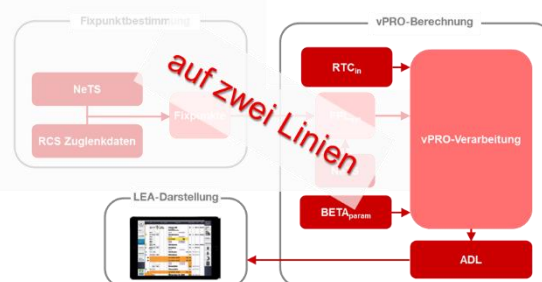 Fixpunktbestimmung
vPRO-Berechnung
NeTS
RCS Zuglenkdaten
auf zwei Linien
RTCin
vPRO-Verarbeitung
BETAparam
ADL
LEA-Darstellung